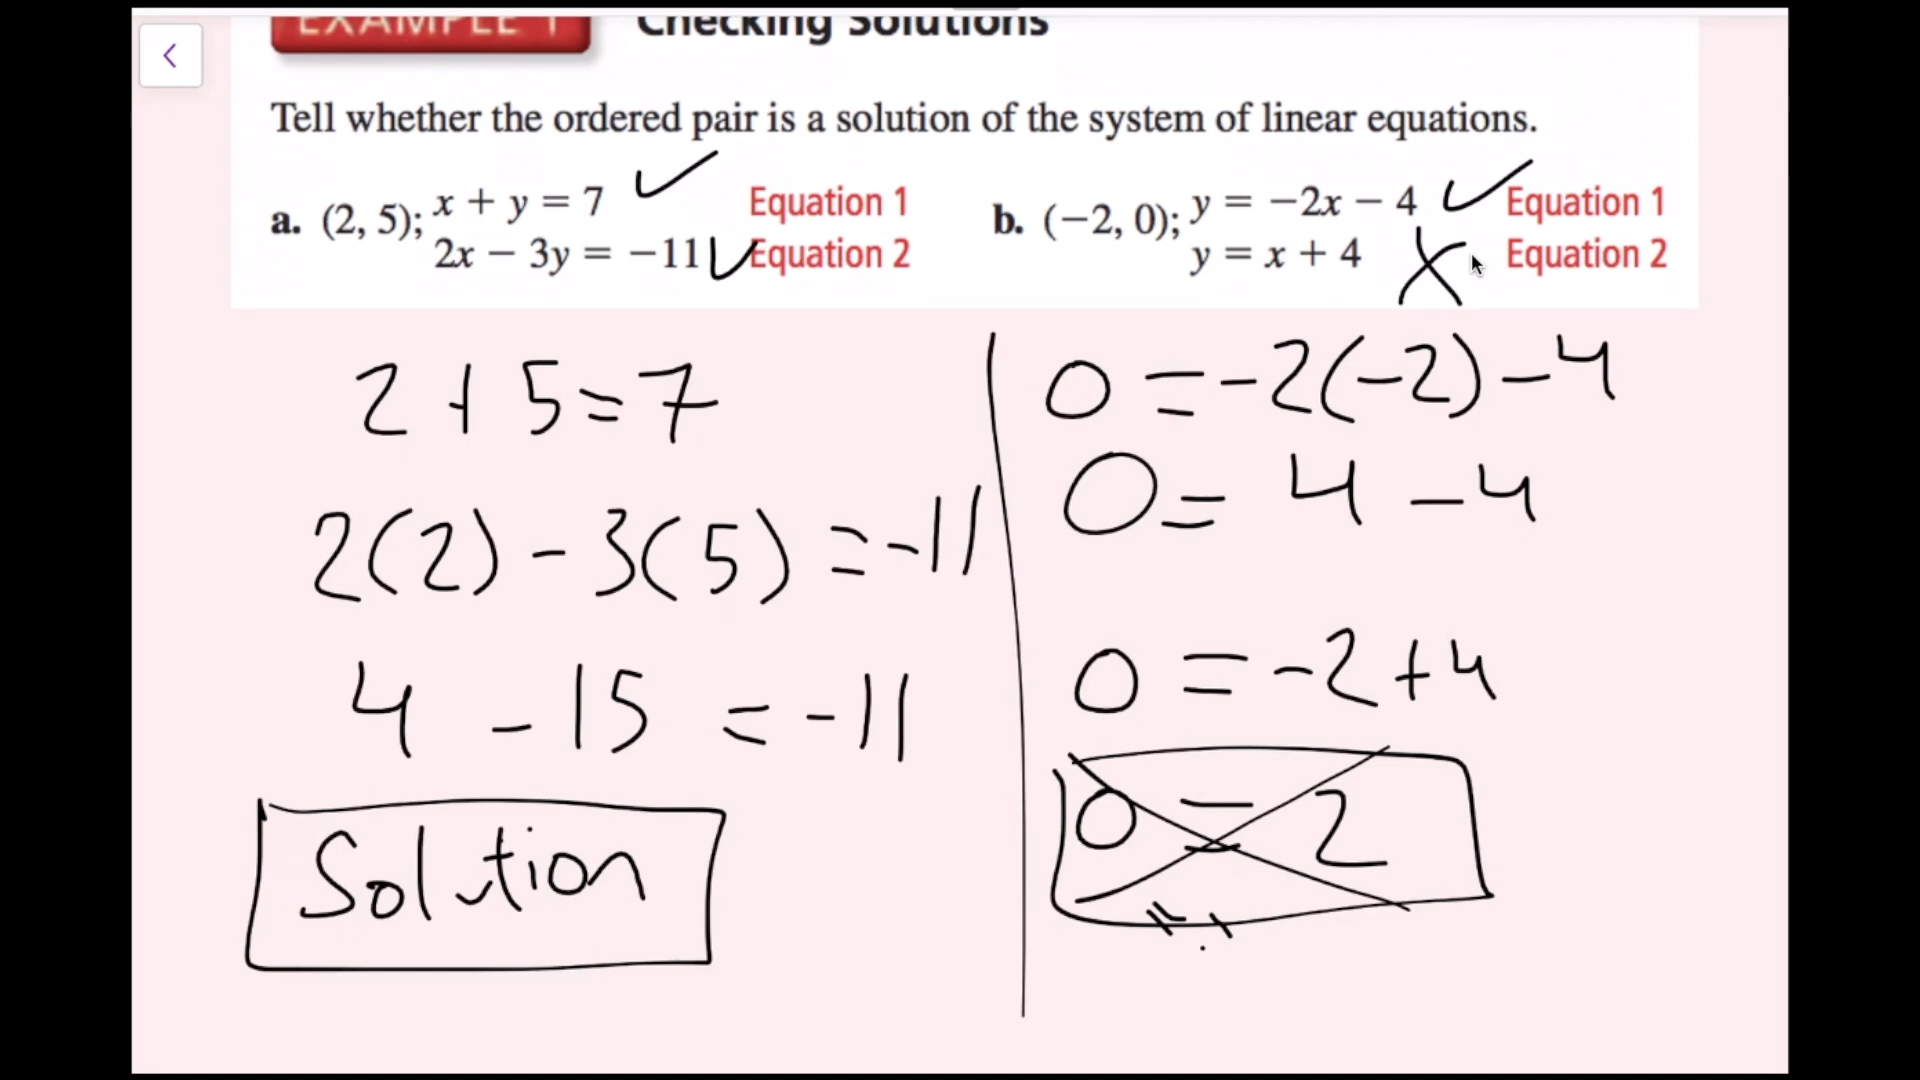 EXAMPLE 1 Checking Solutions
Tell whether the ordered pair is a solution of the system of linear equations.
a. (2, 5); x + y = 7 Equation 1
2x − 3y = −11 Equation 2
b. (−2, 0); y = −2x − 4 Equation 1
y = x + 4 Equation 2
2 + 5 = 7
2(2) - 3(5) = -11
4 - 15 = -11
Solution
0 = -2(-2) - 4
0 = 4 - 4
0 = -2 + 4
0 = 2